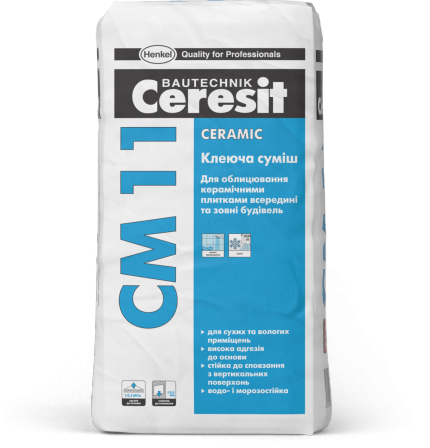 Henkel Quality for Professionals
BAUTECHNIK
Ceresit
CM 11
CERAMIC
Клеюча суміш
Для облицювання
керамічними
плитками всередині
та зовні будівель
• для сухих та вологих
приміщень
• висока адгезія
до основи
• стійка до сповзання
з вертикальних
поверхонь
• водо- і морозостійка